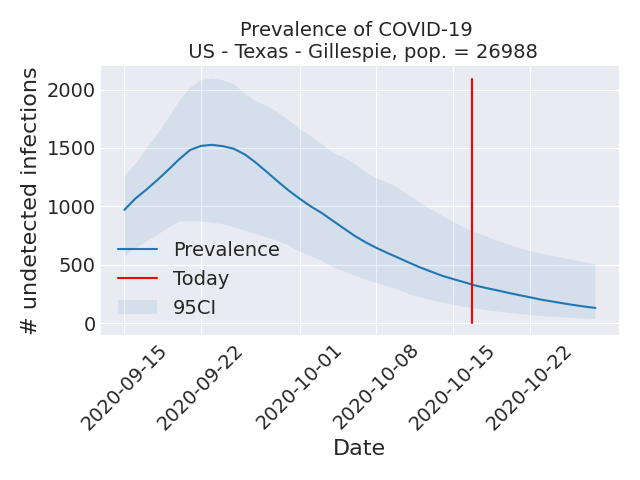 Prevalence of COVID-19
US - Texas - Gillespie, pop. = 26988
# undetected infections
2000
1500
1000
500
0
Prevalence
Today
95CI
2020-09-15
2020-09-22
2020-10-01
2020-10-08
2020-10-15
2020-10-22
Date